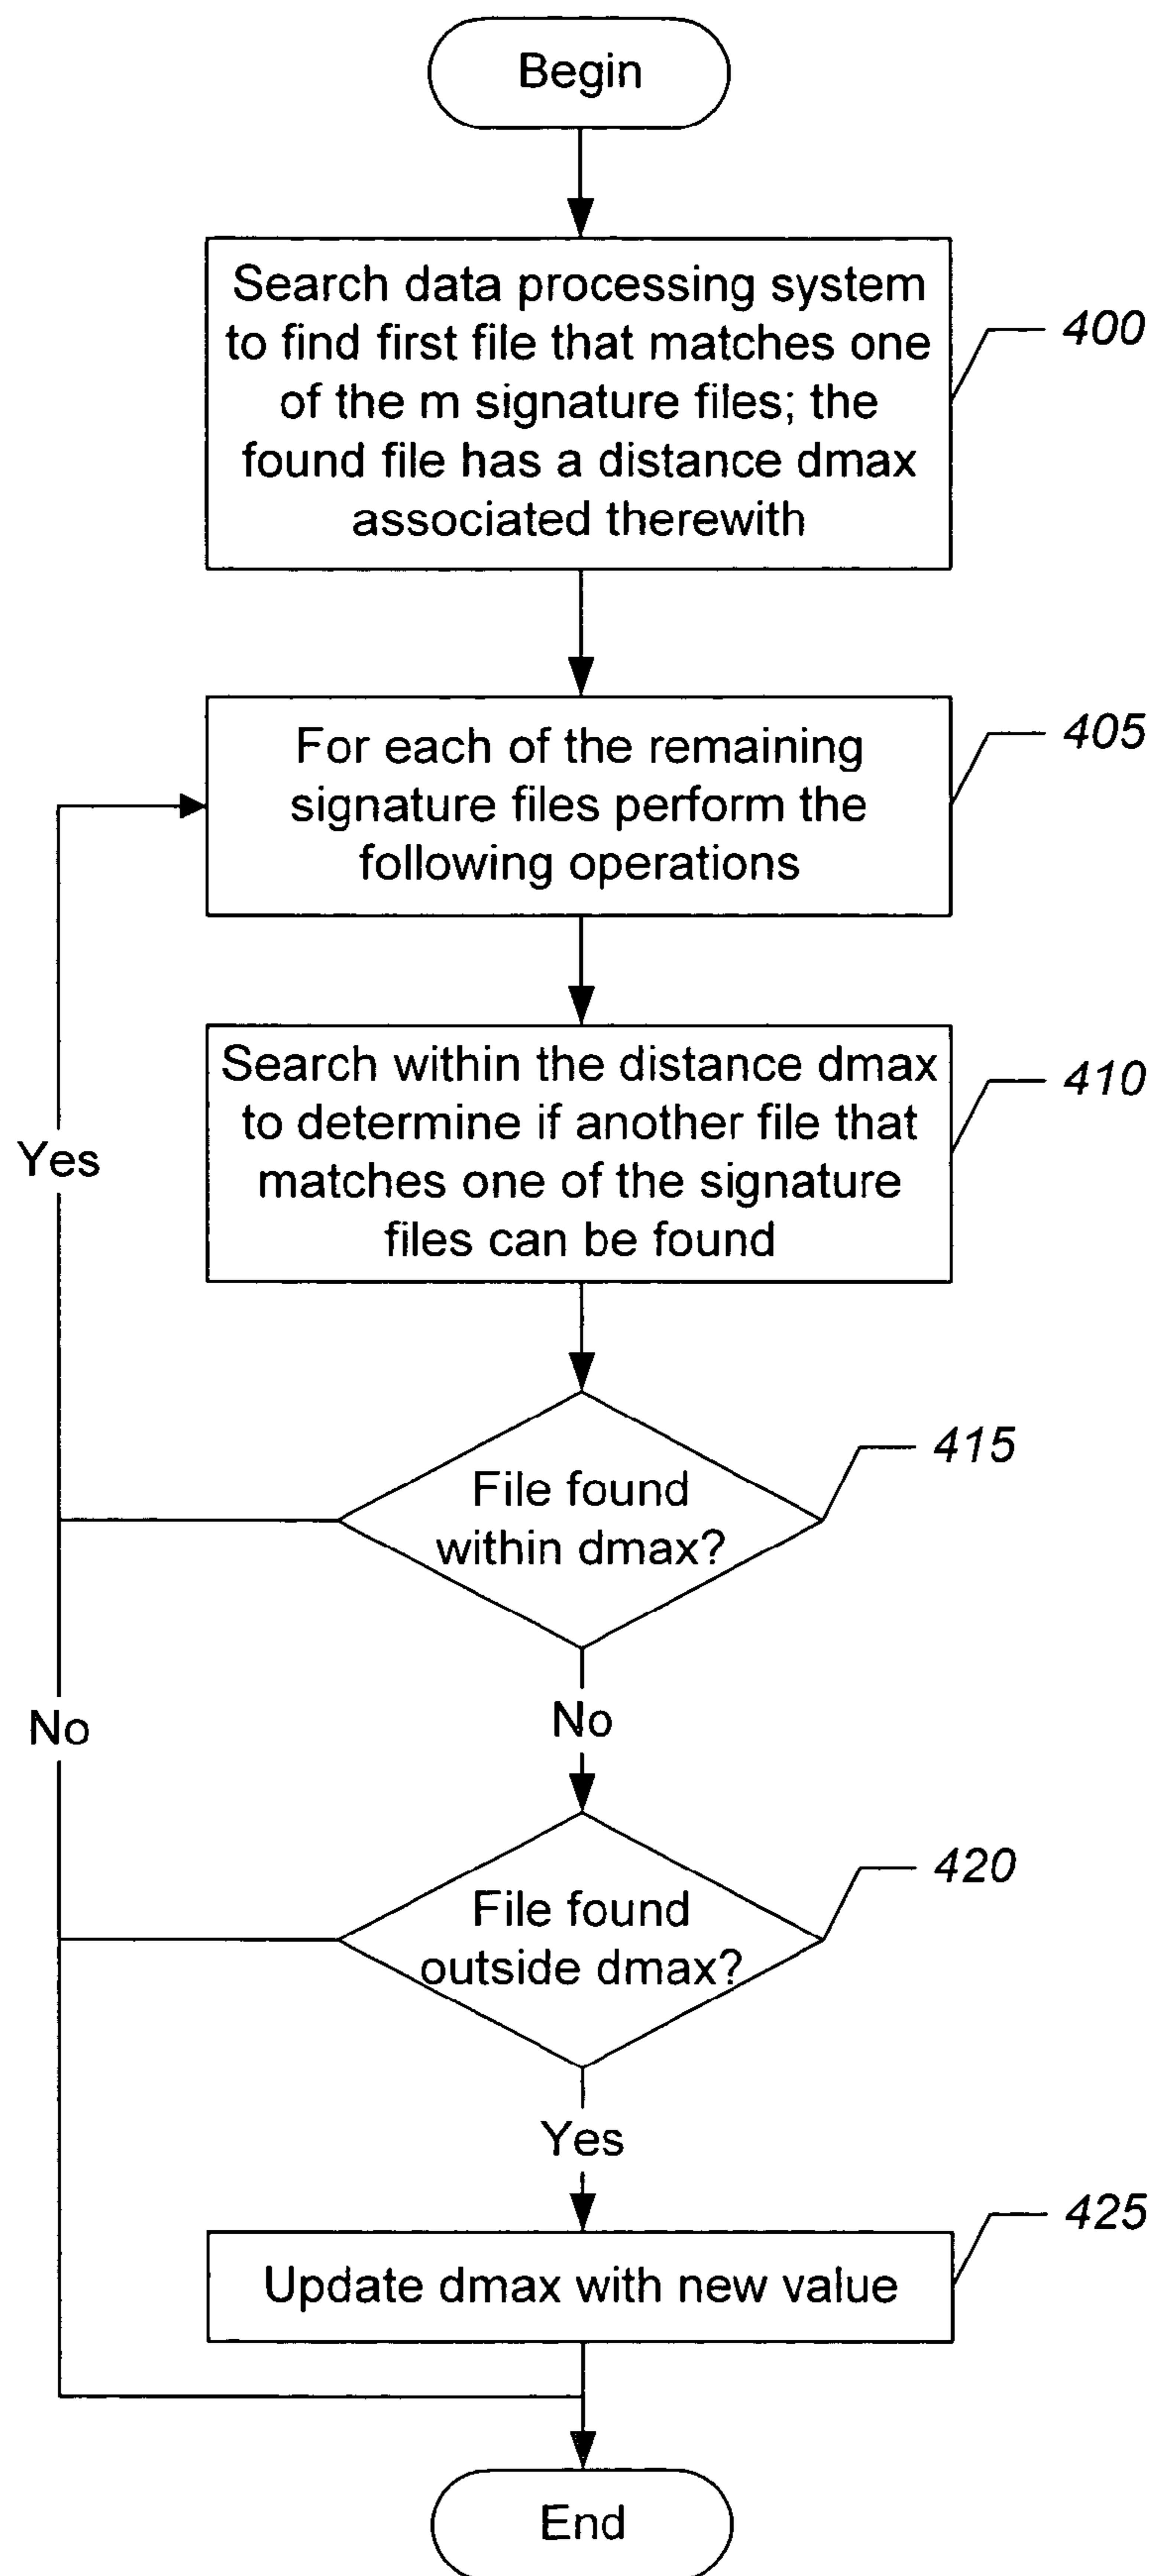 Begin
Search data processing system
to find first file that matches one
of the m signature files; the
found file has a distance dmax
associated therewith
400
For each of the remaining
signature files perform the
following operations
405
Search within the distance dmax
to determine if another file that
matches one of the signature
files can be found
410
Yes
File found
within dmax?
415
No
No
File found
outside dmax?
420
Yes
Update dmax with new value
425
End